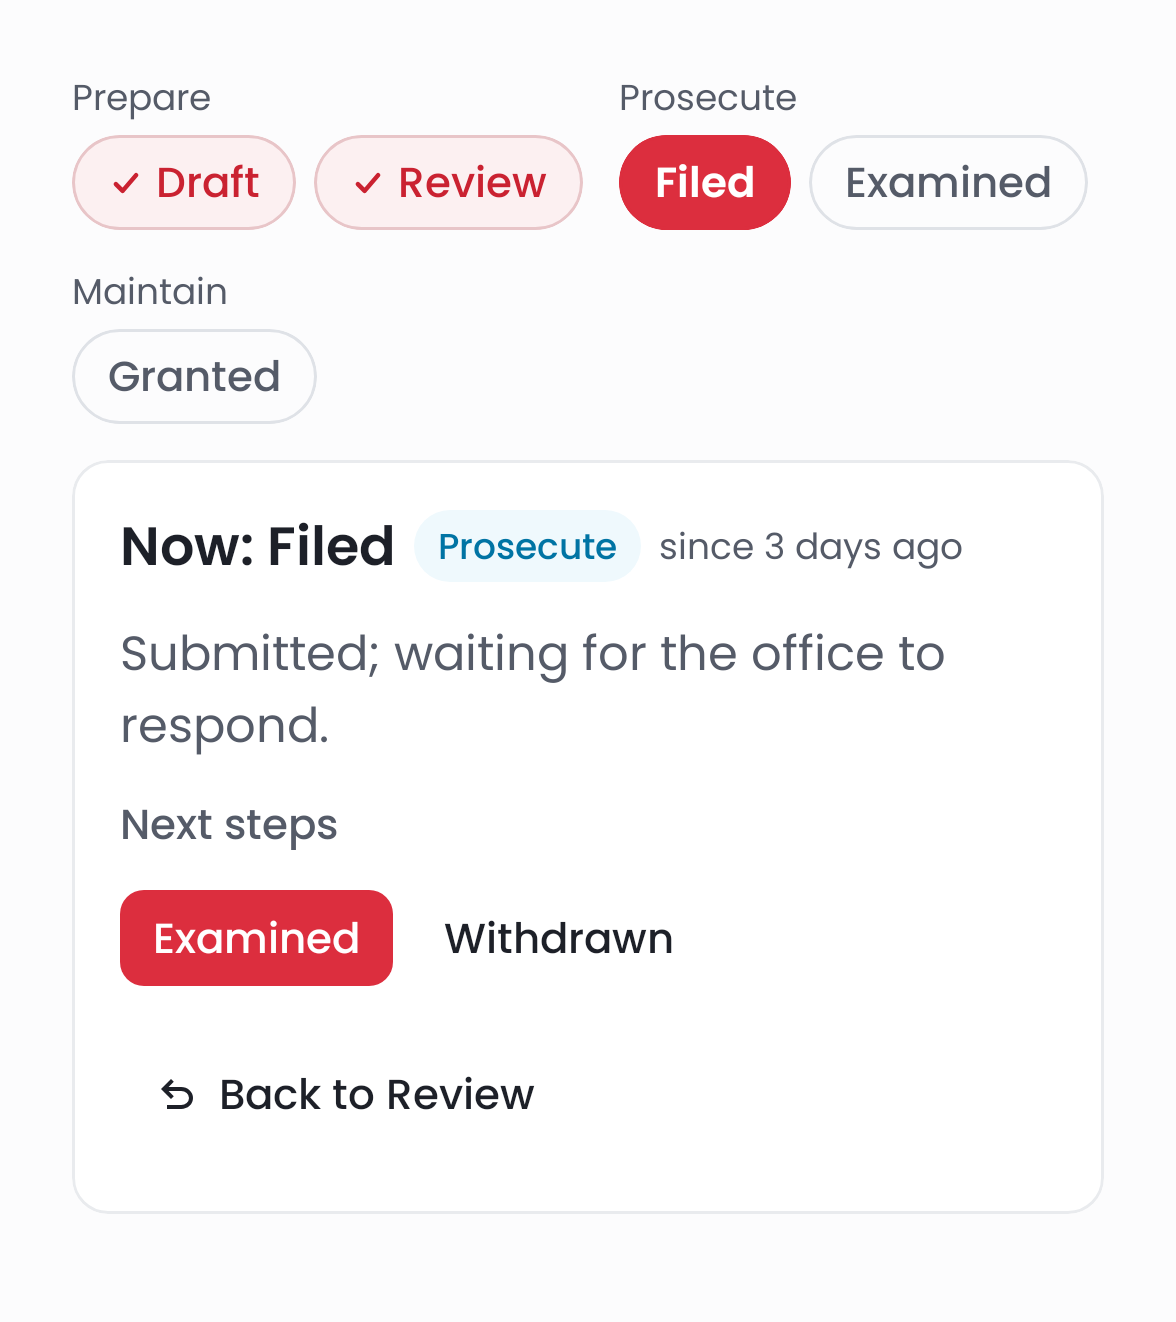 Prepare
Draft
Review
Prosecute
Filed
Examined
Maintain
Granted
Now: Filed
Prosecute
since 3 days ago
Submitted; waiting for the office to
respond.
Next steps
Examined
Withdrawn
Back to Review